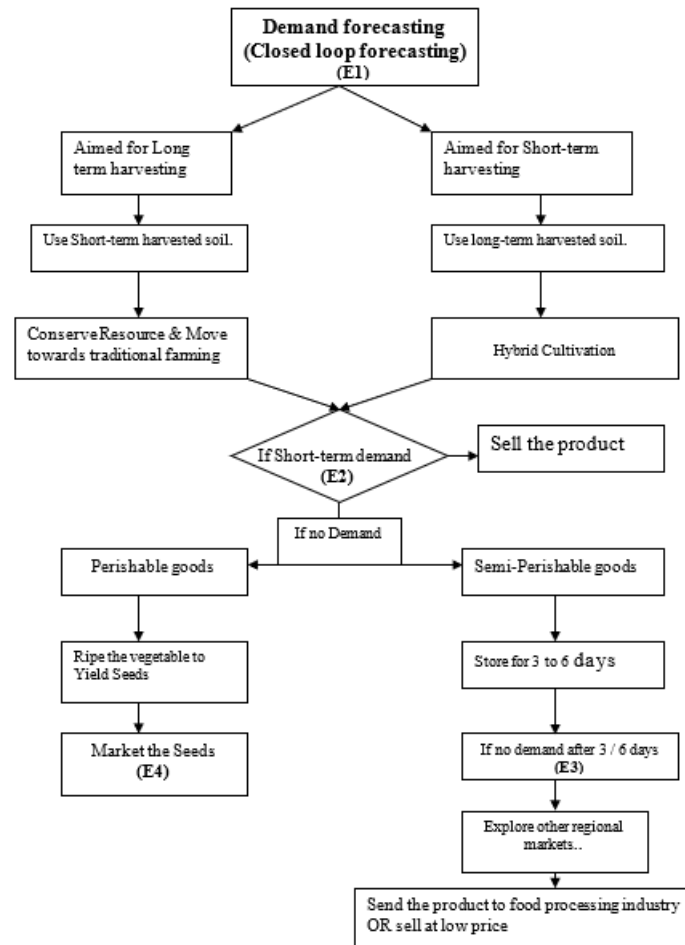 Demand forecasting
(Closed loop forecasting)
(E1)
Aimed for Long
term harvesting
Aimed for Short-term
harvesting
Use Short-term harvested soil.
Use long-term harvested soil.
Conserve Resource & Move
towards traditional farming
Hybrid Cultivation
If Short-term demand
(E2)
Sell the product
If no Demand
Perishable goods
Semi-Perishable goods
Ripe the vegetable to
Yield Seeds
Store for 3 to 6 days
Market the Seeds
(E4)
If no demand after 3 / 6 days
(E3)
Explore other regional
markets..
Send the product to food processing industry
OR sell at low price